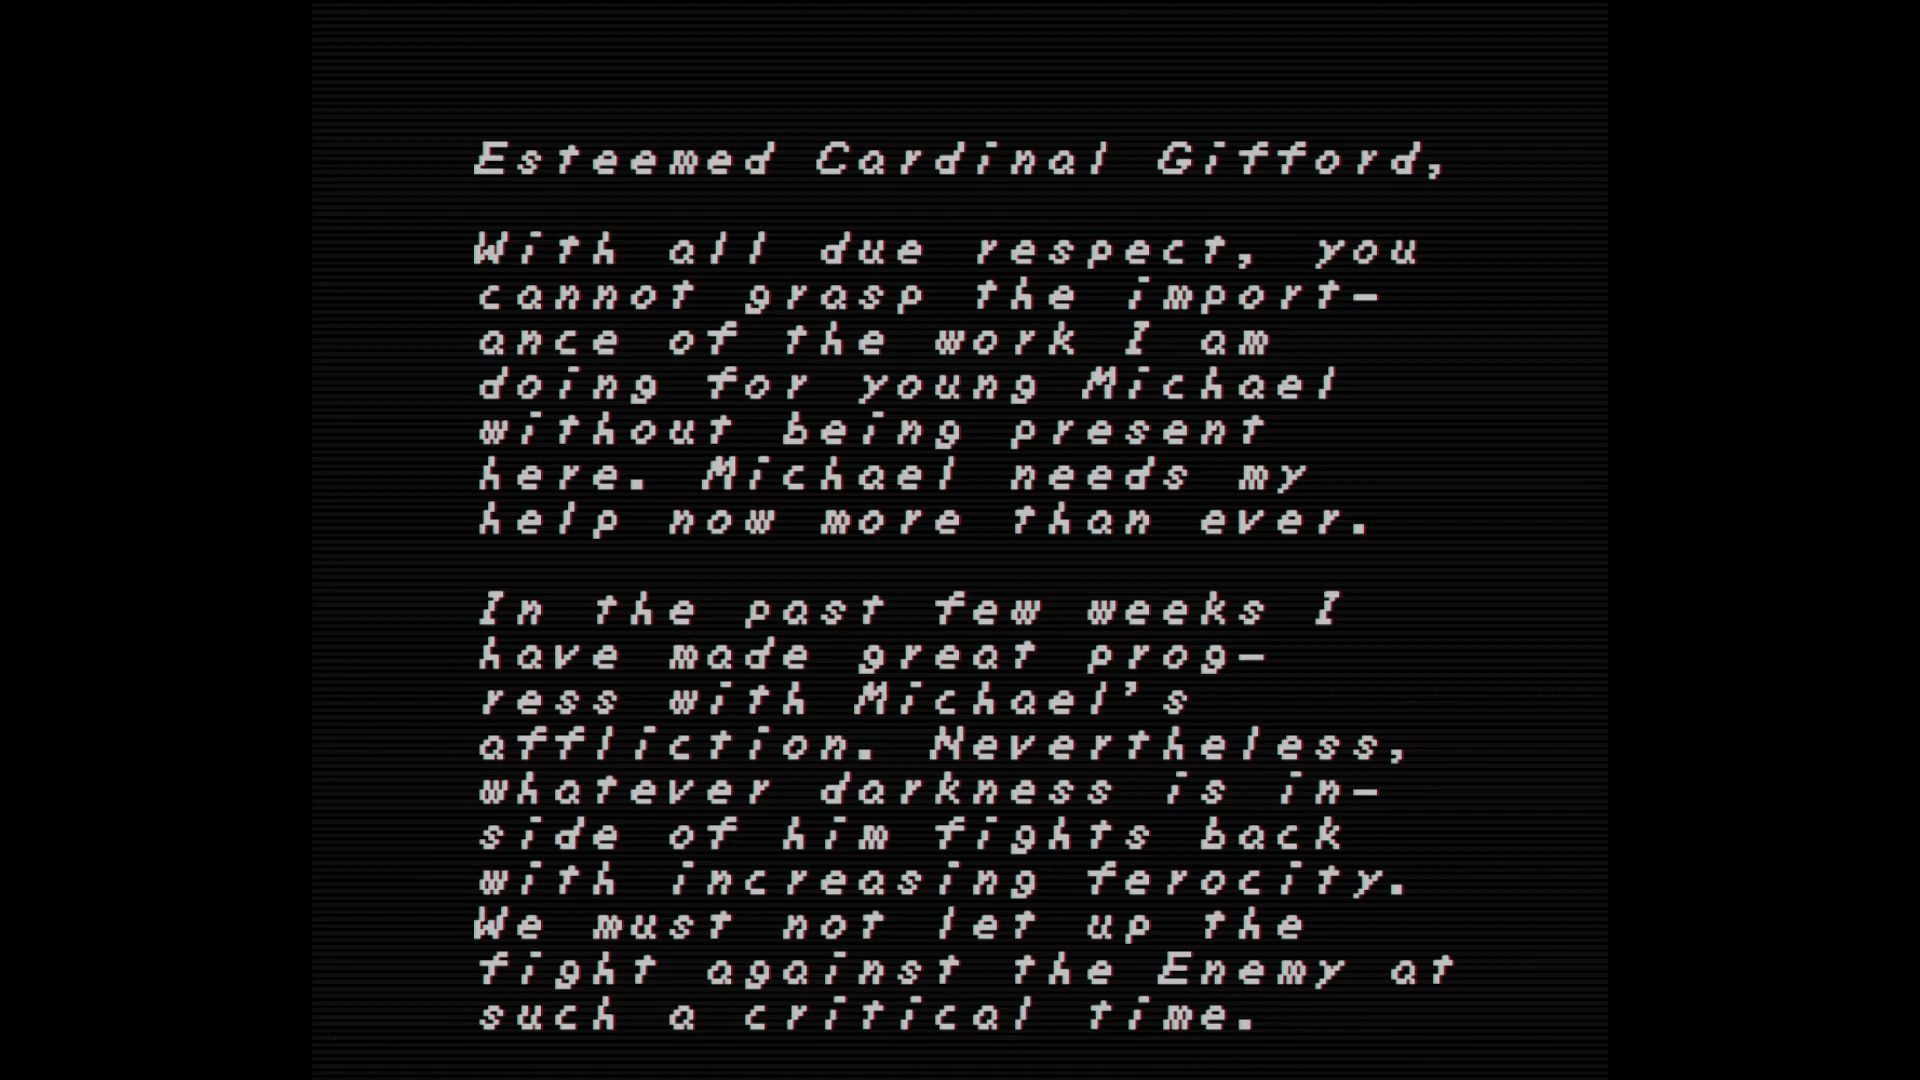 Esteemed Cardinal Gifford,
With all due respect, you
cannot grasp the import-
ance of the work I am
doing for young Michael
without being present
here. Michael needs my
help now more than ever.
In the past few weeks I
have made great prog-
ress with Michael's
affliction. Nevertheless,
whatever darkness is in-
side of him fights back
with increasing ferocity.
We must not let up the
fight against the Enemy at
such a critical time.